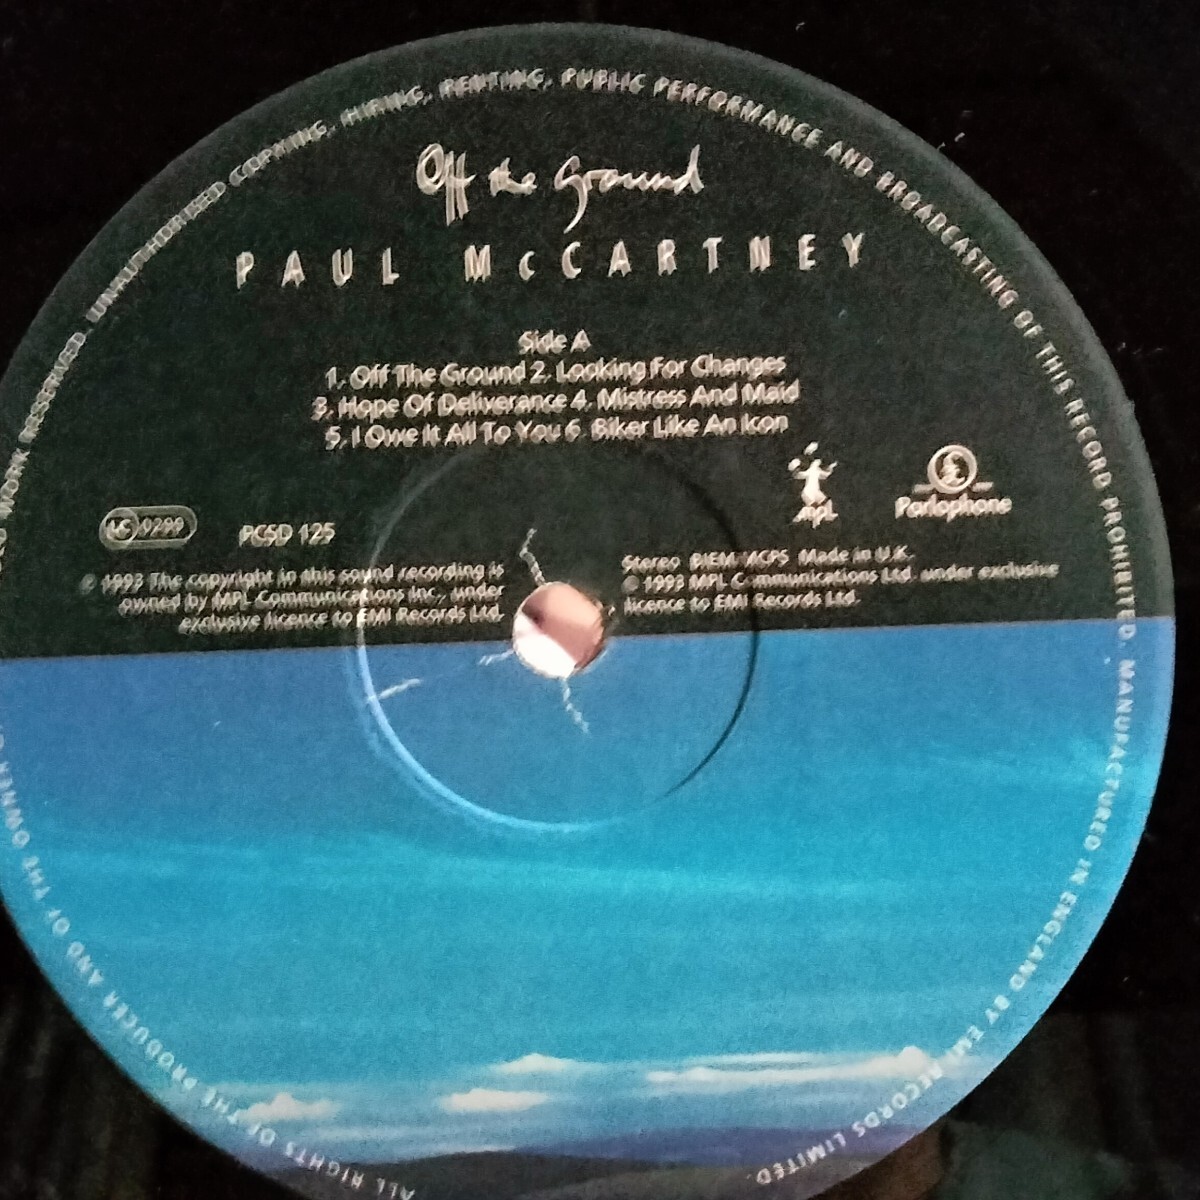 Off the Ground
PAUL McCARTNEY
Side A
1. Off The Ground 2. Looking For Changes
3. Hope Of Deliverance 4. Mistress And Maid
5. I Owe It All To You 6. Biker Like An Icon
mpl
Parlophone
LC 0299
PCSD 125
℗ 1993 The copyright in this sound recording is
owned by MPL Communications Inc., under
exclusive licence to EMI Records Ltd.
Stereo BIEM MCPS Made in U.K.
© 1993 MPL Communications Ltd. under exclusive
licence to EMI Records Ltd.
ALL RIGHTS OF THE PRODUCER AND OF THE OWNER WORK RESERVED. UNAUTHORISED COPYING, HIRING, RENTING, PUBLIC PERFORMANCE AND BROADCASTING OF THIS RECORD PROHIBITED. MANUFACTURED IN ENGLAND BY EMI RECORDS LIMITED.